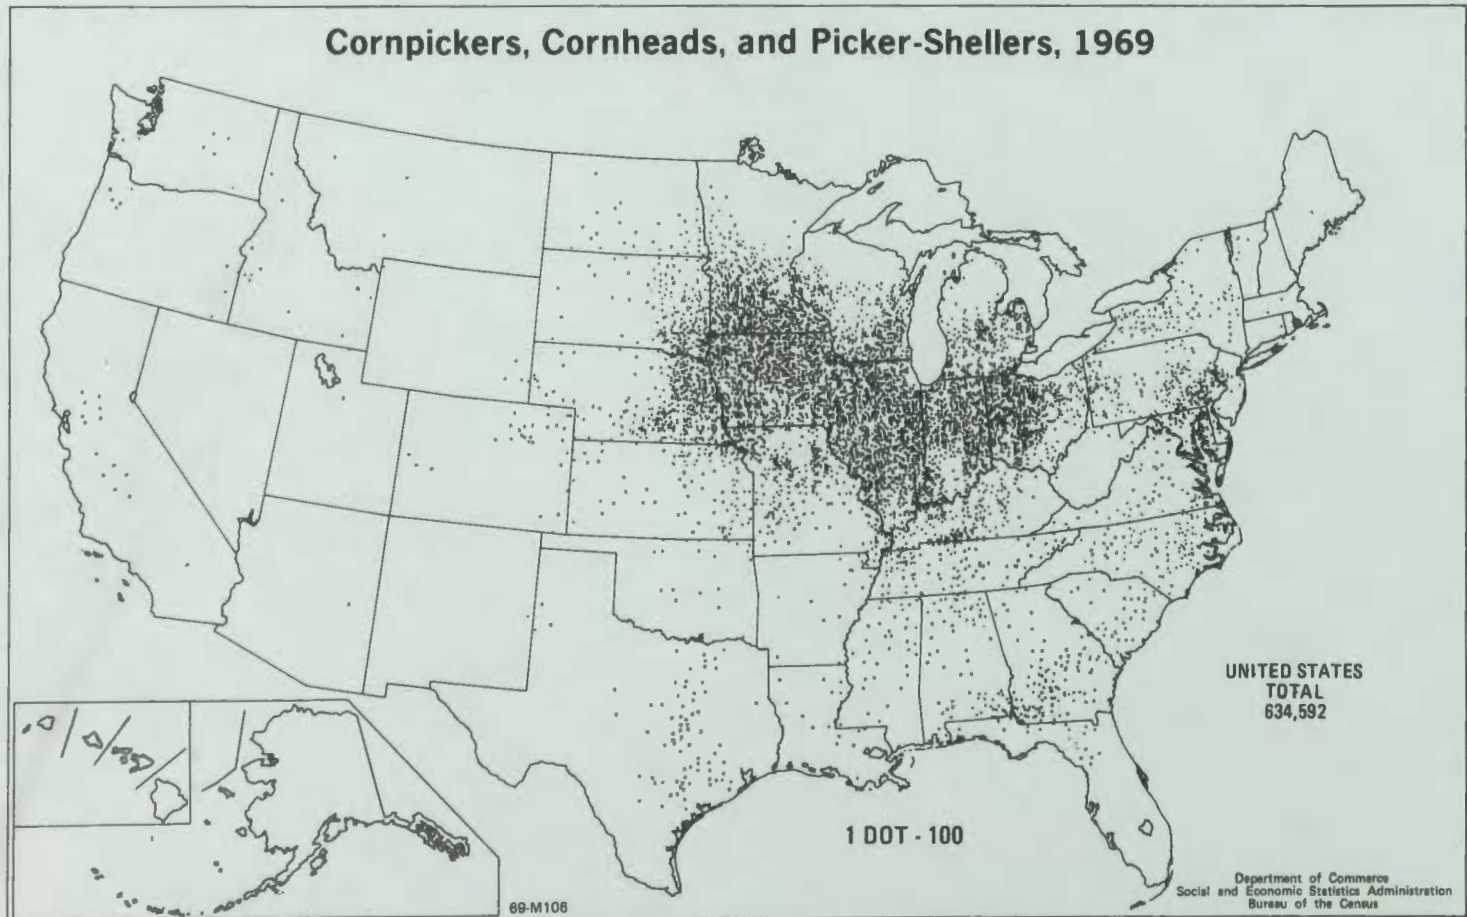 Cornpickers, Cornheads, and Picker-Shellers, 1969
UNITED STATES
TOTAL
634,592
1 DOT - 100
Department of Commerce
Social and Economic Statistics Administration
Bureau of the Census
69-M106